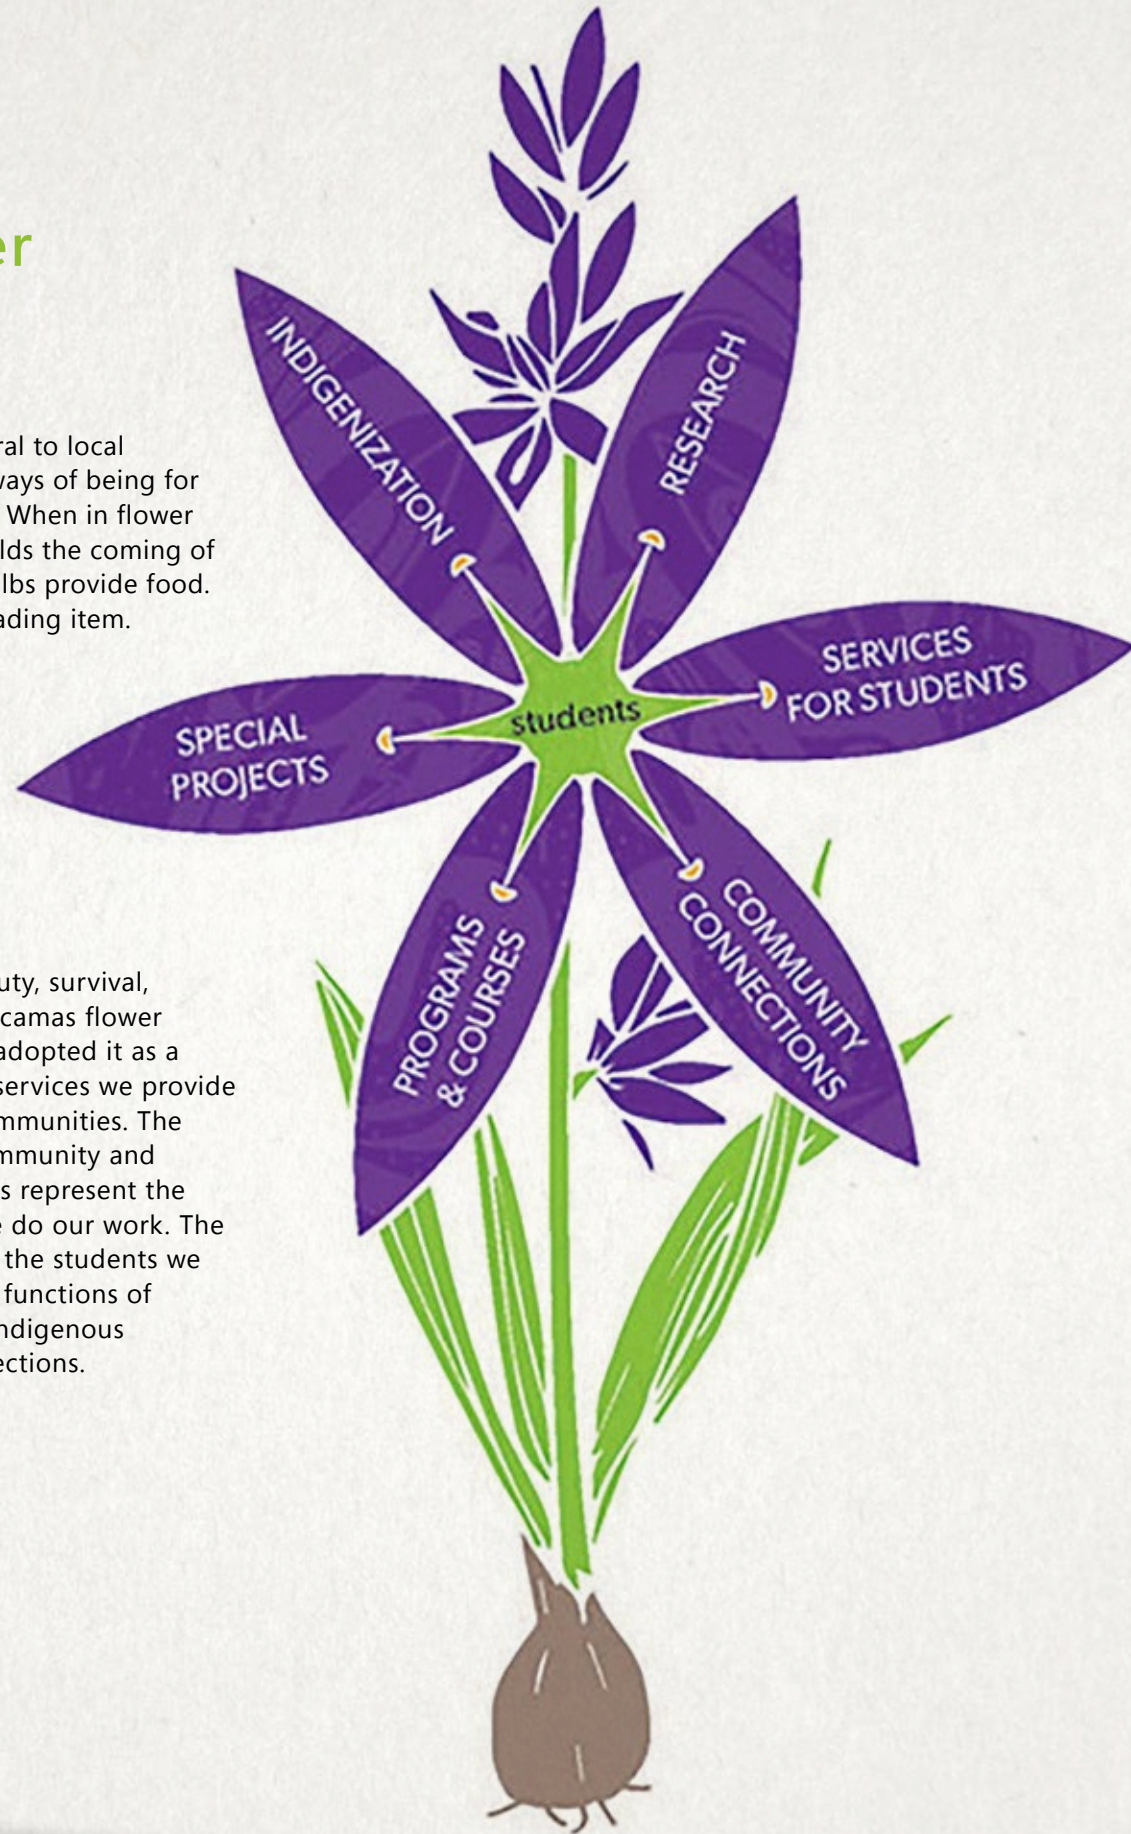 er
ral to local
ways of being for
When in flower
lds the coming of
lbs provide food.
ading item.
INDIGENIZATION
RESEARCH
SERVICES
FOR STUDENTS
students
SPECIAL
PROJECTS
PROGRAMS
& COURSES
COMMUNITY
CONNECTIONS
uty, survival,
camas flower
adopted it as a
services we provide
mmunities. The
mmunity and
s represent the
e do our work. The
the students we
functions of
ndigenous
ections.